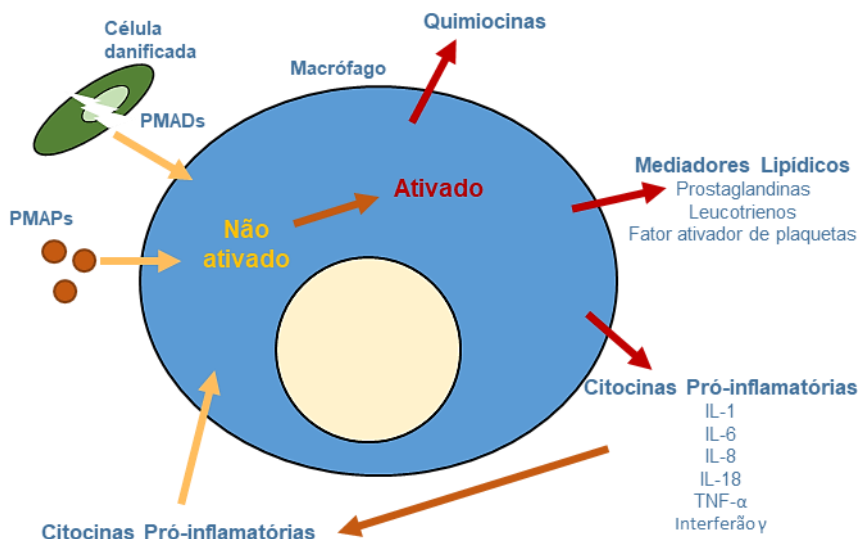 Quimiocinas
Célula
danificada
Macrófago
PMADs
Mediadores Lipídicos
Prostaglandinas
Leucotrienos
Fator ativador de plaquetas
Ativado
PMAPs
Não
ativado
Citocinas Pró-inflamatórias
IL-1
IL-6
IL-8
IL-18
TNF-α
Interferão γ
Citocinas Pró-inflamatórias